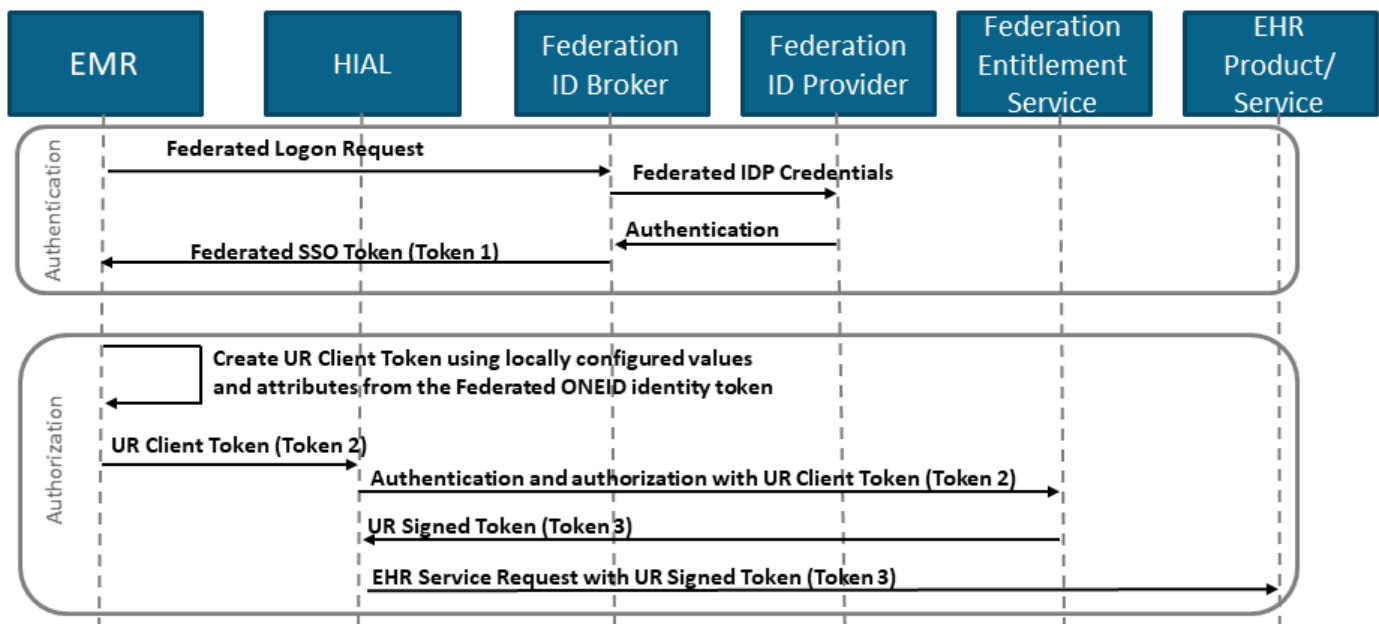 EMR
HIAL
Federation
ID Broker
Federation
ID Provider
Federation
Entitlement
Service
EHR
Product/
Service
Authentication
Federated Logon Request
Federated IDP Credentials
Authentication
Federated SSO Token (Token 1)
Authorization
Create UR Client Token using locally configured values
and attributes from the Federated ONEID identity token
UR Client Token (Token 2)
Authentication and authorization with UR Client Token (Token 2)
UR Signed Token (Token 3)
EHR Service Request with UR Signed Token (Token 3)